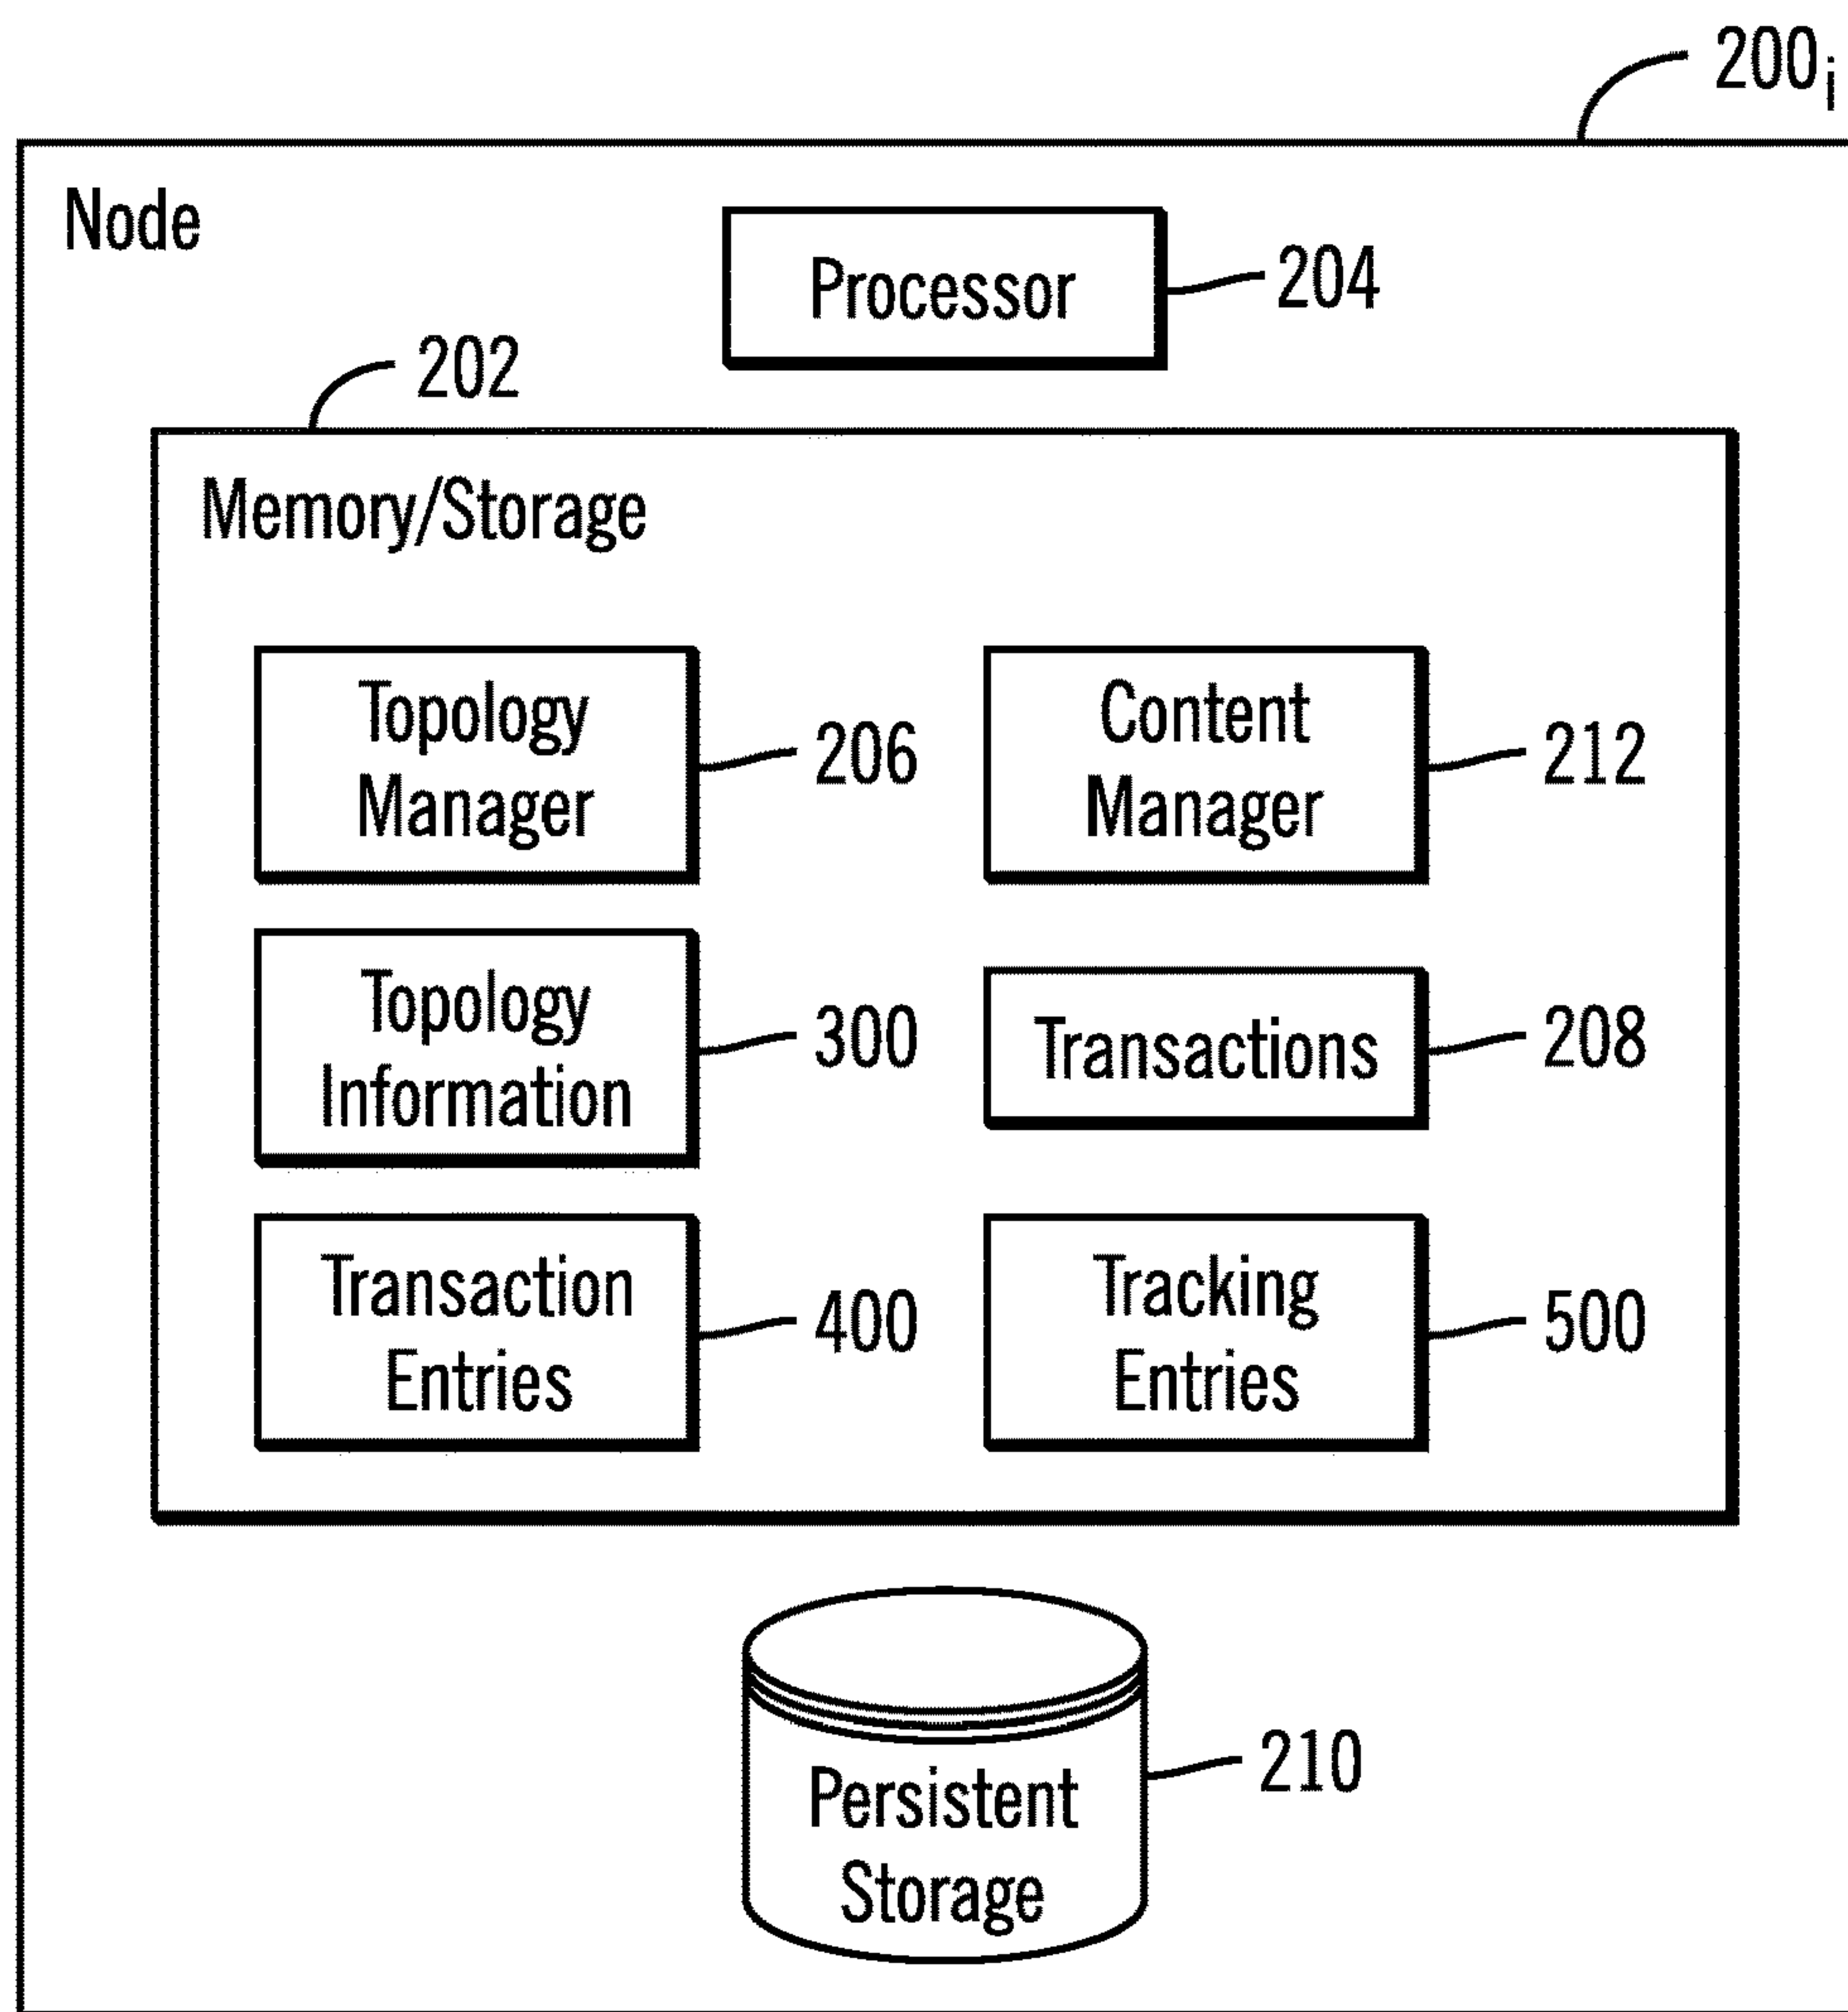 200i
Node
Processor
204
202
Memory/Storage
Topology
Manager
206
Content
Manager
212
Topology
Information
300
Transactions
208
Transaction
Entries
400
Tracking
Entries
500
Persistent
Storage
210